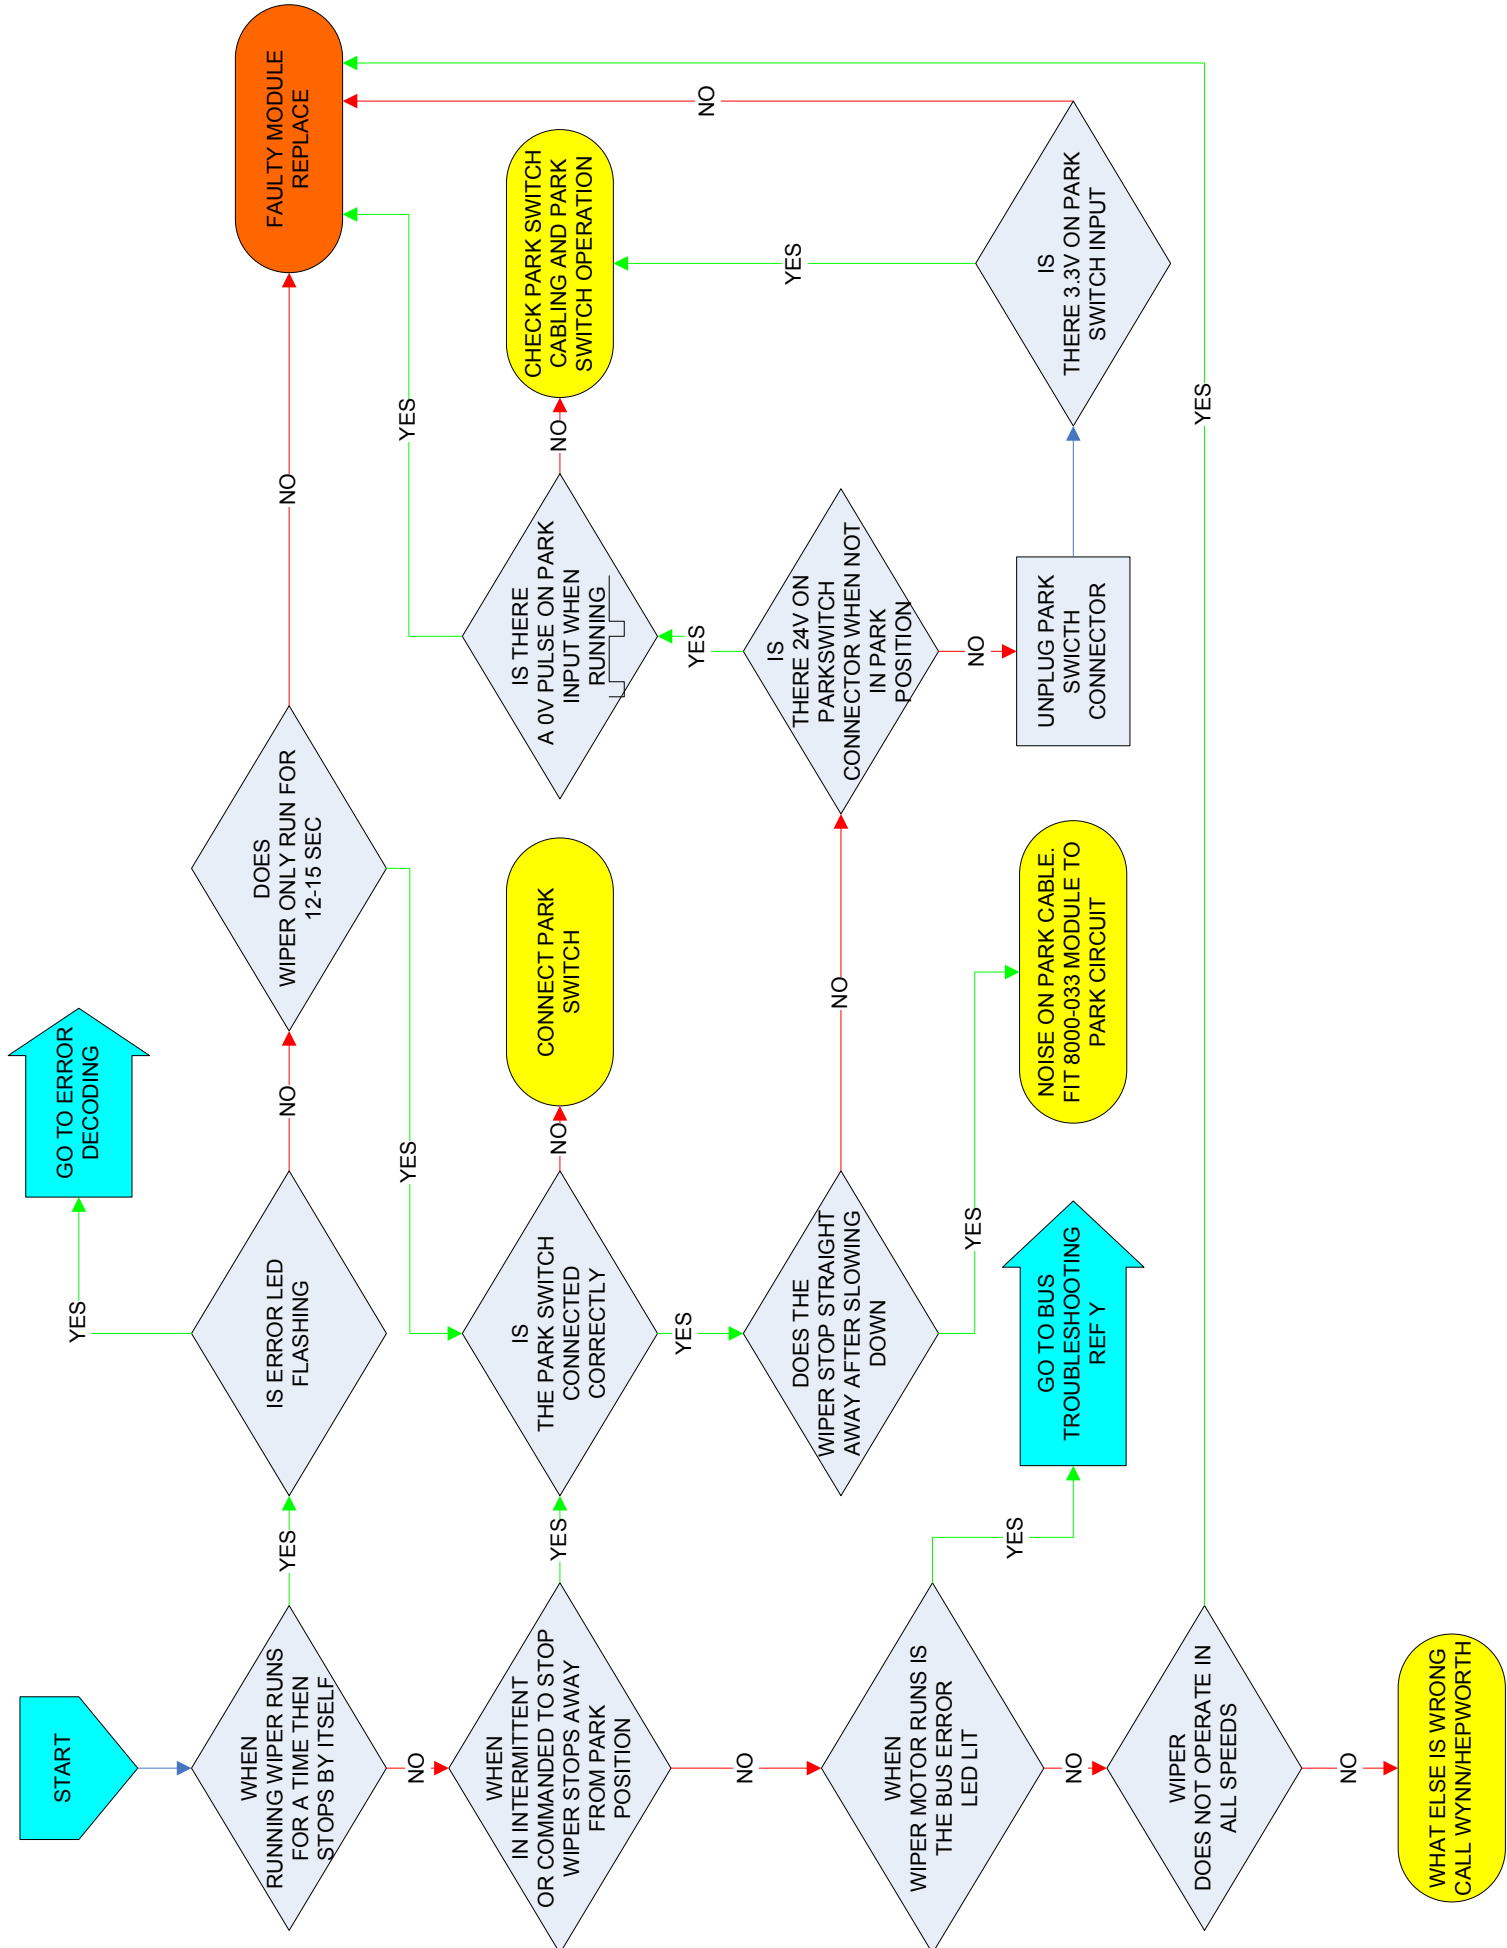 START
WHEN
RUNNING WIPER RUNS
FOR A TIME THEN
STOPS BY ITSELF
YES
IS ERROR LED
FLASHING
YES
GO TO ERROR
DECODING
NO
DOES
WIPER ONLY RUN FOR
12-15 SEC
NO
FAULTY MODULE
REPLACE
YES
NO
WHEN
IN INTERMITTENT
OR COMMANDED TO STOP
WIPER STOPS AWAY
FROM PARK
POSITION
YES
IS
THE PARK SWITCH
CONNECTED
CORRECTLY
NO
CONNECT PARK
SWITCH
YES
DOES THE
WIPER STOP STRAIGHT
AWAY AFTER SLOWING
DOWN
YES
NOISE ON PARK CABLE.
FIT 8000-033 MODULE TO
PARK CIRCUIT
NO
IS
THERE 24V ON
PARKSWITCH
CONNECTOR WHEN NOT
IN PARK
POSITION
YES
IS THERE
A 0V PULSE ON PARK
INPUT WHEN
RUNNING
YES
NO
CHECK PARK SWITCH
CABLING AND PARK
SWITCH OPERATION
NO
UNPLUG PARK
SWICTH
CONNECTOR
IS
THERE 3.3V ON PARK
SWITCH INPUT
YES
NO
NO
WHEN
WIPER MOTOR RUNS IS
THE BUS ERROR
LED LIT
YES
GO TO BUS
TROUBLESHOOTING
REF Y
NO
WIPER
DOES NOT OPERATE IN
ALL SPEEDS
YES
NO
WHAT ELSE IS WRONG
CALL WYNN/HEPWORTH